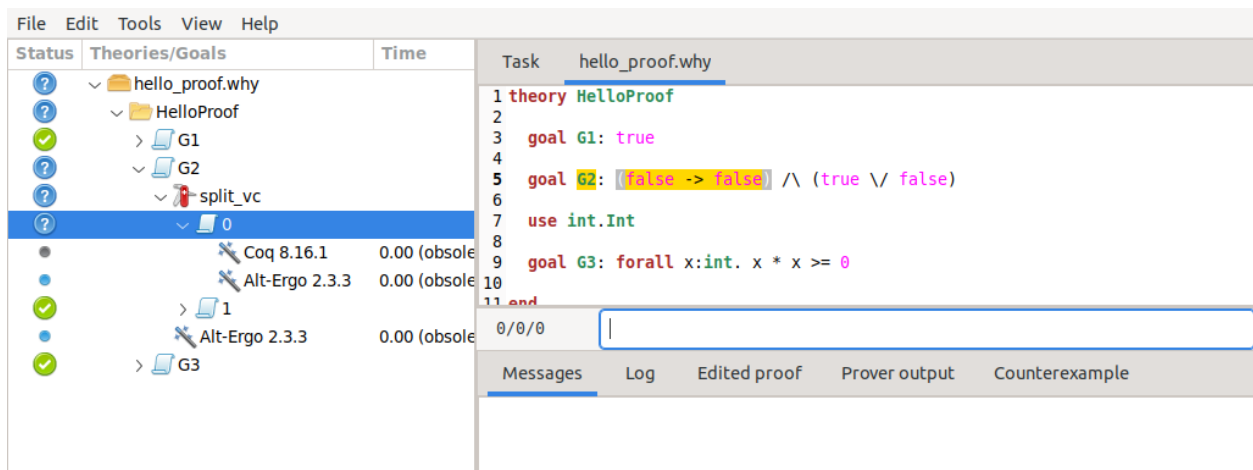 File Edit Tools View Help
Status Theories/Goals Time
hello_proof.why
HelloProof
G1
G2
split_vc
0
Coq 8.16.1 0.00 (obsole
Alt-Ergo 2.3.3 0.00 (obsole
1
Alt-Ergo 2.3.3 0.00 (obsole
G3
Task hello_proof.why
1 theory HelloProof
2
3 goal G1: true
4
5 goal G2: (false -> false) /\ (true \/ false)
6
7 use int.Int
8
9 goal G3: forall x:int. x * x >= 0
10
11 end
0/0/0
Messages Log Edited proof Prover output Counterexample